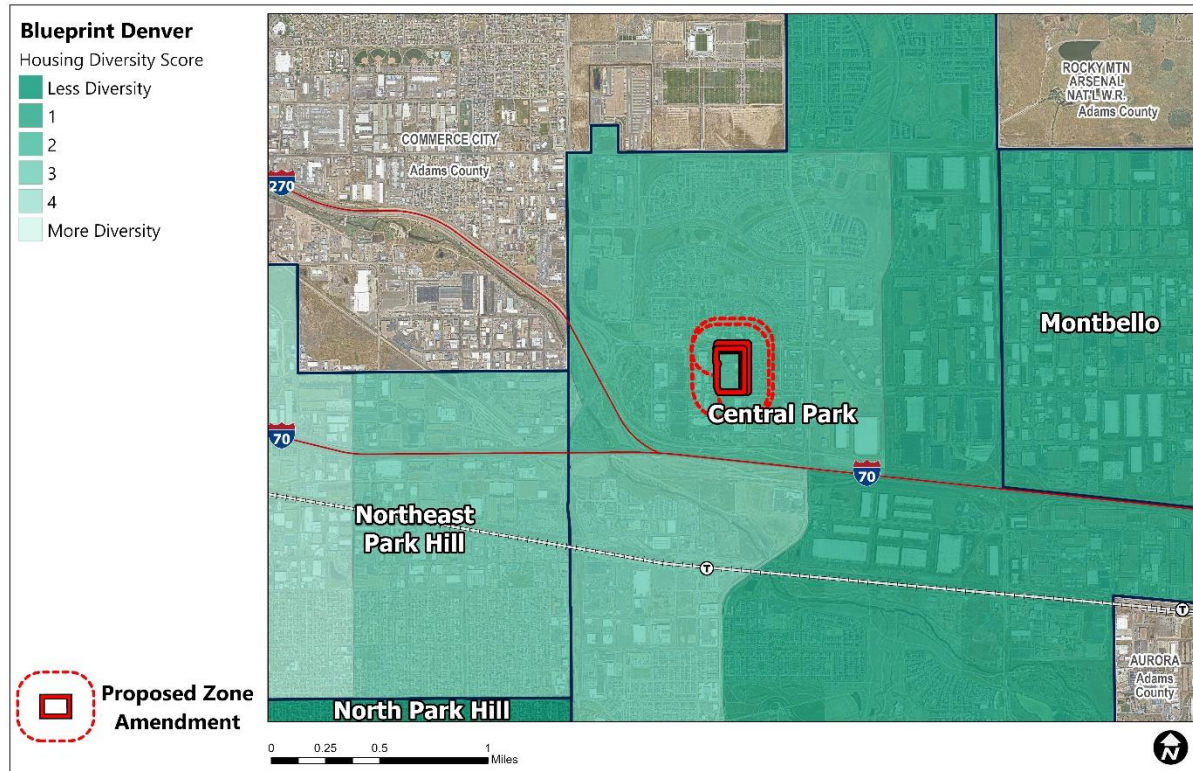 Blueprint Denver
Housing Diversity Score
Less Diversity
1
2
3
4
More Diversity
ROCKY MTN
ARSENAL
NAT'L W.R.
Adams County
COMMERCE CITY
Adams County
270
Montbello
Central Park
70
70
Northeast
Park Hill
T
T
AURORA
Adams
County
Proposed Zone
Amendment
North Park Hill
0 0.25 0.5 1
Miles
N